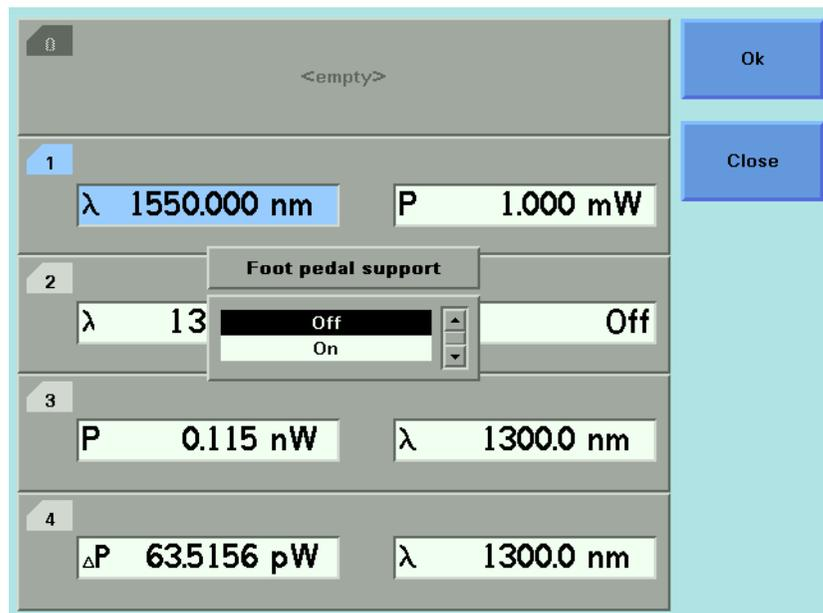 0
<empty>
Ok
1
Close
λ 1550.000 nm
P 1.000 mW
Foot pedal support
2
λ 13
Off
Off
On
3
P 0.115 nW
λ 1300.0 nm
4
△P 63.5156 pW
λ 1300.0 nm